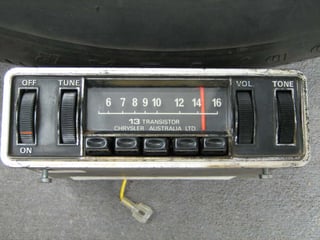 OFF TUNE VOL. TONE
6 7 8 9 10 12 14 16
ON
13 TRANSISTOR
CHRYSLER AUSTRALIA LTD